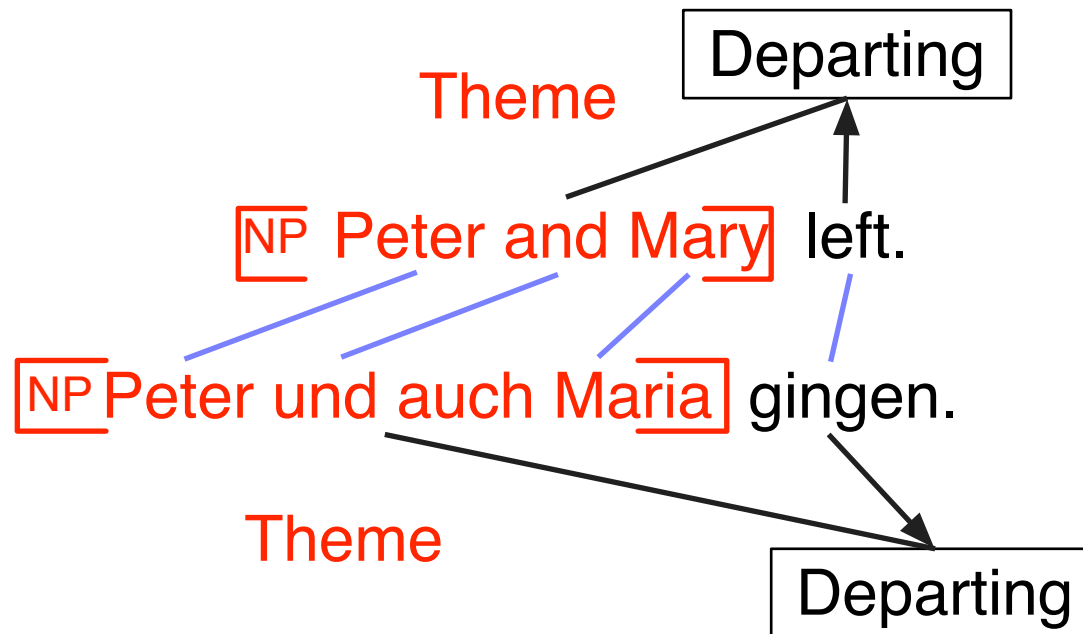 Departing
Theme
NP Peter and Mary left.
NP Peter und auch Maria gingen.
Theme
Departing